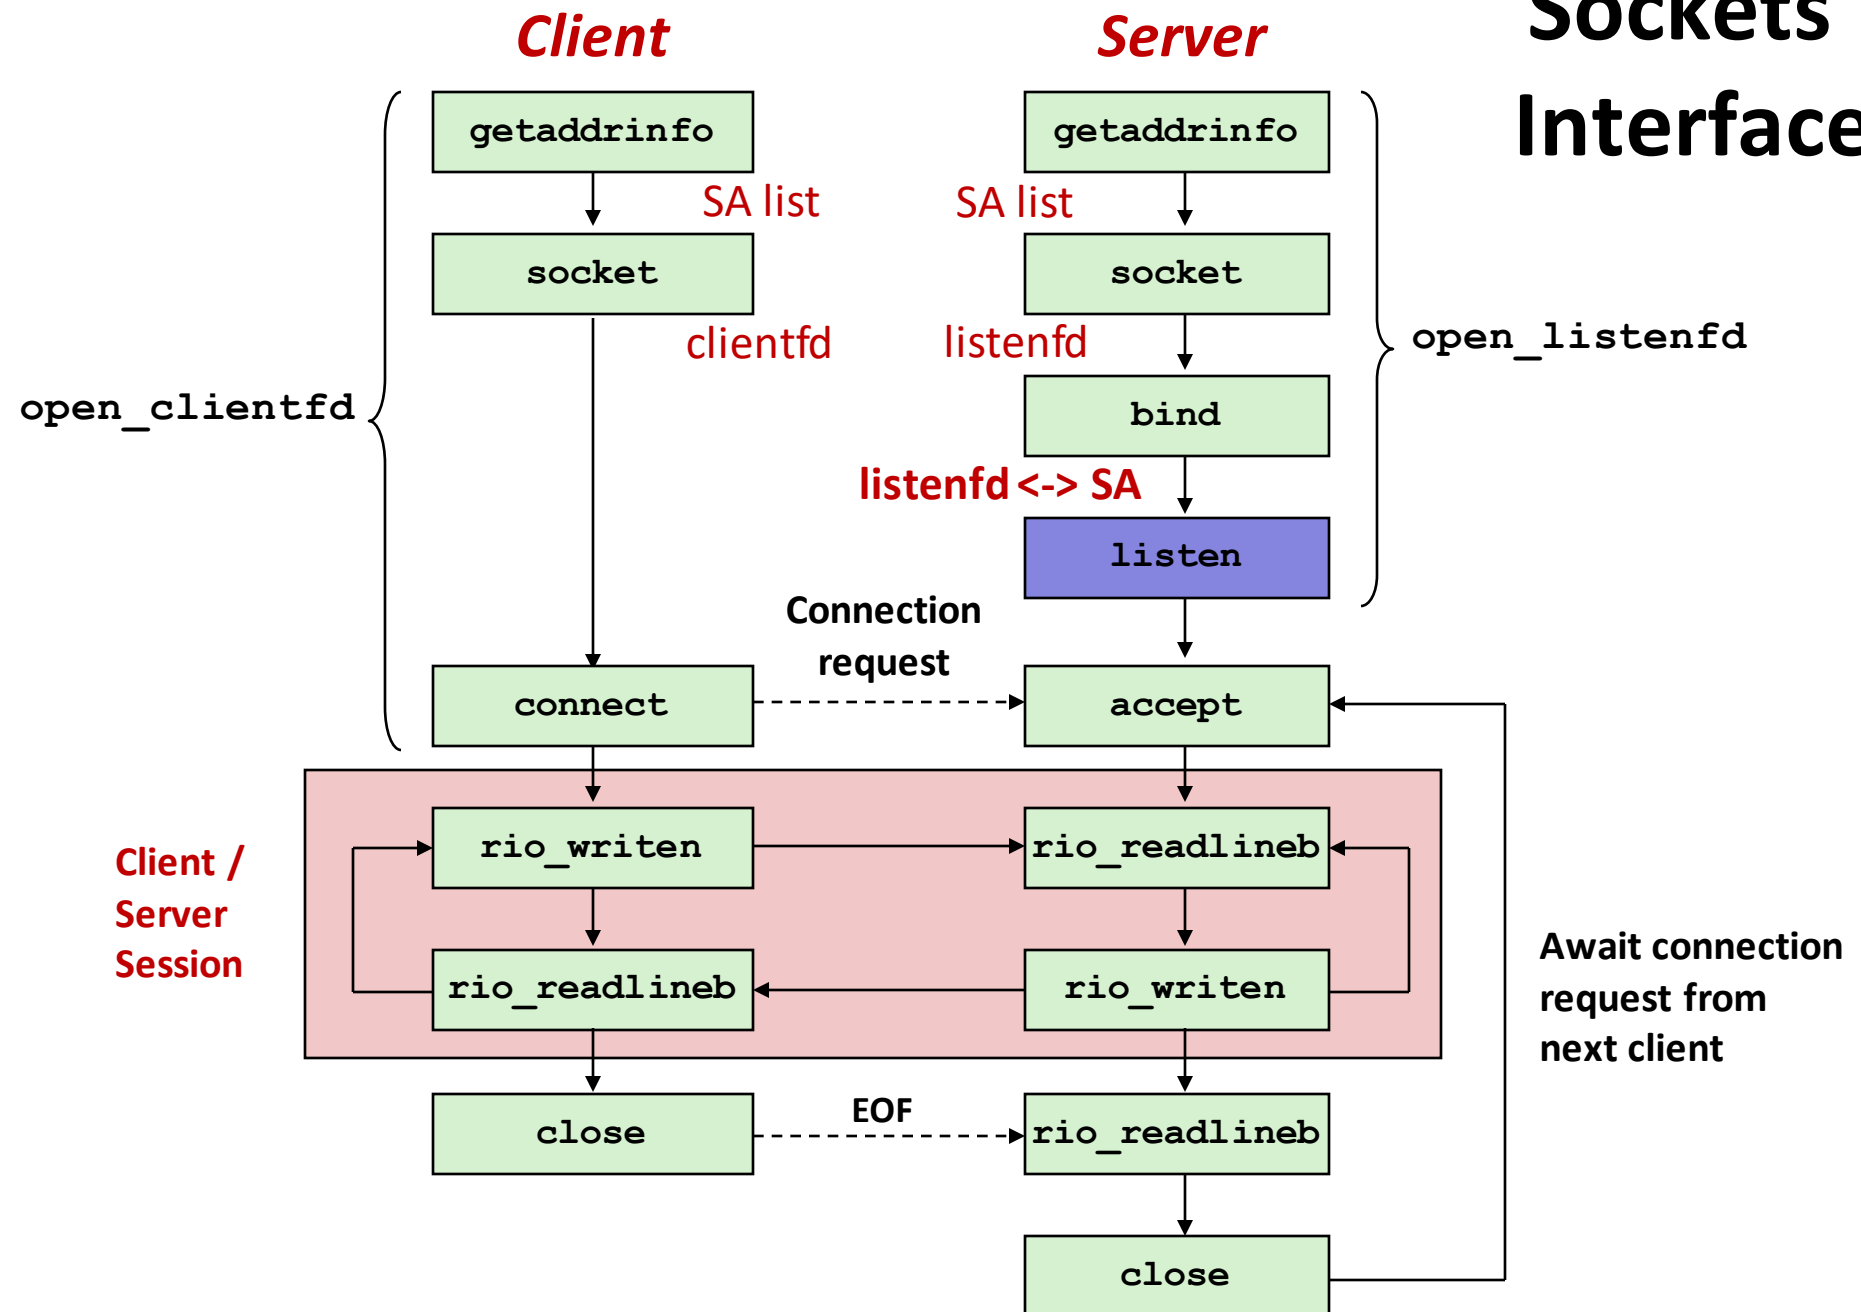 Sockets
Interface
Client
Server
getaddrinfo
getaddrinfo
SA list
SA list
socket
socket
clientfd
listenfd
open_listenfd
open_clientfd
bind
listenfd <-> SA
listen
Connection
request
connect
accept
Client /
Server
Session
rio_writen
rio_readlineb
rio_readlineb
rio_writen
Await connection
request from
next client
close
EOF
rio_readlineb
close